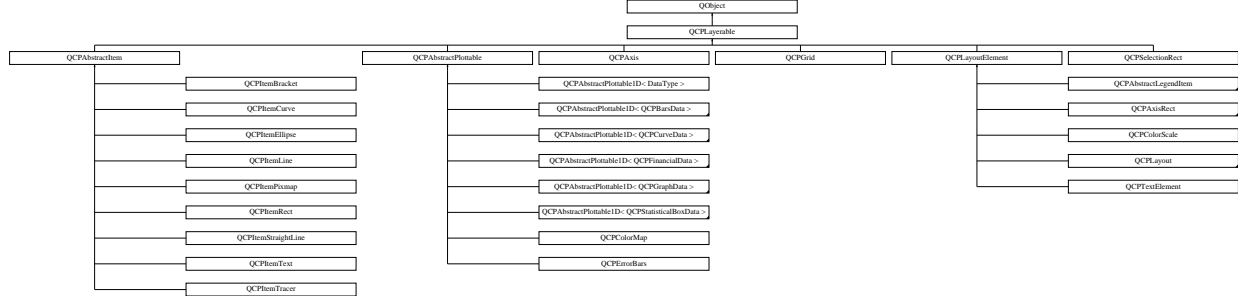 QObject
QCPLayerable
QCPAbstractItem QCPAbstractPlottable QCPAxis QCPGrid QCPLayoutElement QCPSelectionRect
QCPItemBracket QCPAbstractPlottable1D< DataType > QCPAbstractLegendItem
QCPItemCurve QCPAbstractPlottable1D< QCPBarsData > QCPAxisRect
QCPItemEllipse QCPAbstractPlottable1D< QCPCurveData > QCPColorScale
QCPItemLine QCPAbstractPlottable1D< QCPFinancialData > QCPLayout
QCPItemPixmap QCPAbstractPlottable1D< QCPGraphData > QCPTextElement
QCPItemRect QCPAbstractPlottable1D< QCPStatisticalBoxData >
QCPItemStraightLine QCPColorMap
QCPItemText QCPErrorBars
QCPItemTracer